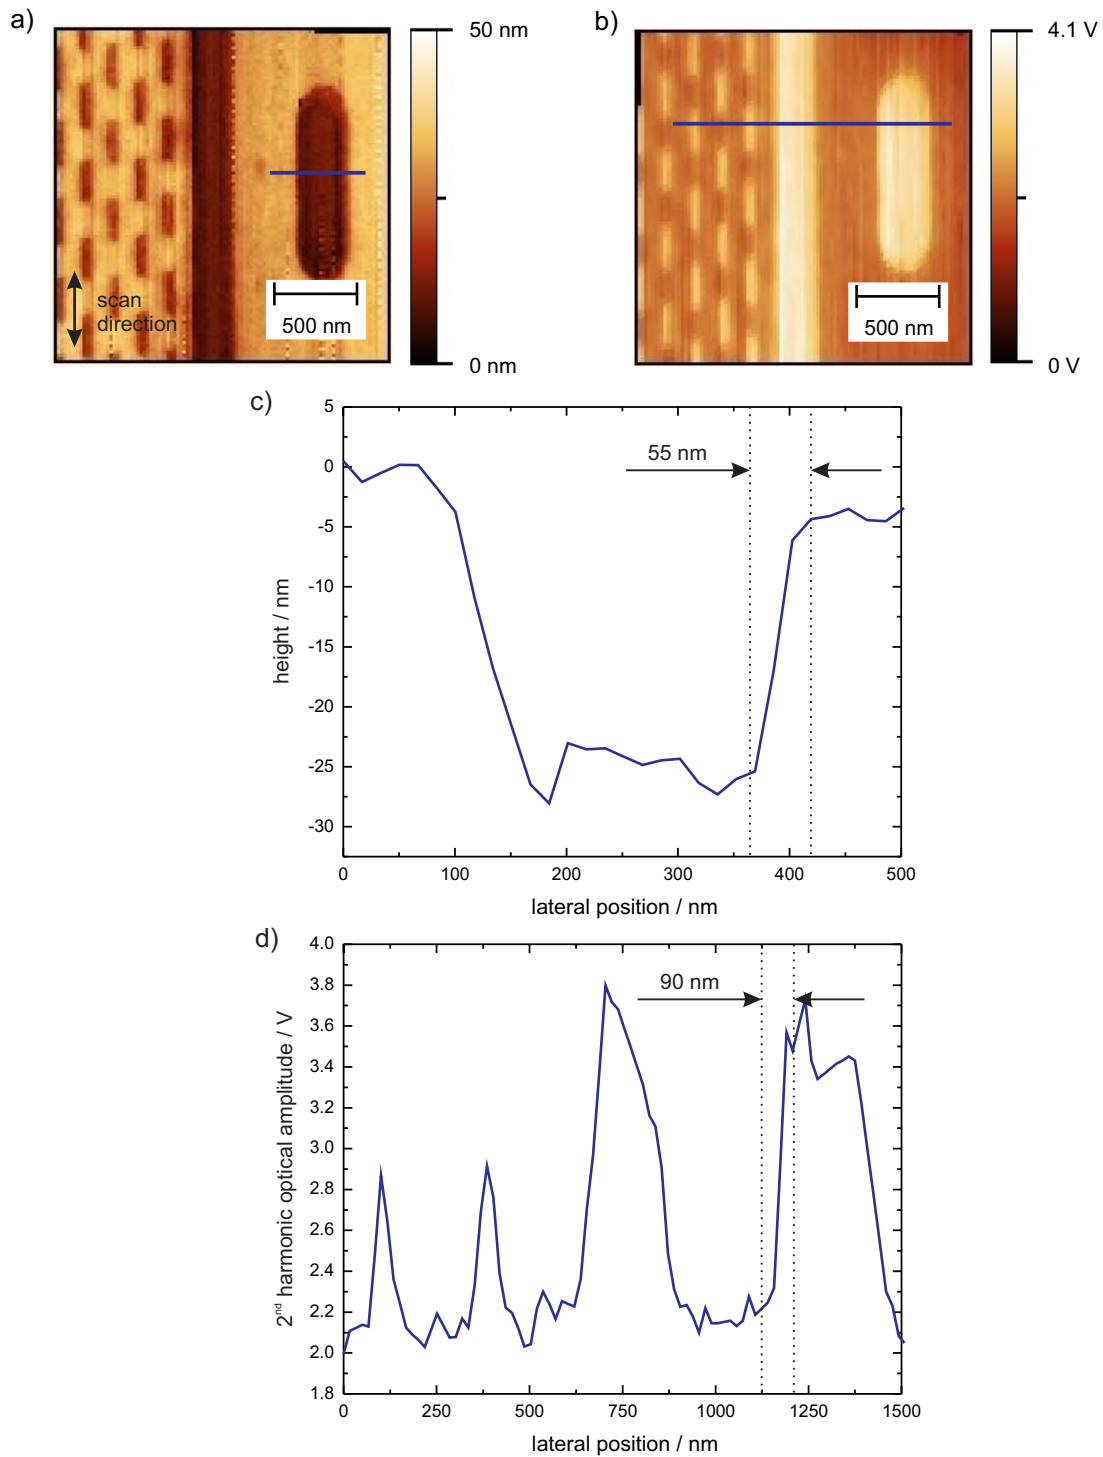 a)
50 nm
0 nm
scan
direction
500 nm
b)
4.1 V
0 V
500 nm
c)
5
0
-5
-10
-15
-20
-25
-30
height / nm
55 nm
0 100 200 300 400 500
lateral position / nm
d)
4.0
3.8
3.6
3.4
3.2
3.0
2.8
2.6
2.4
2.2
2.0
1.8
2nd harmonic optical amplitude / V
90 nm
0 250 500 750 1000 1250 1500
lateral position / nm